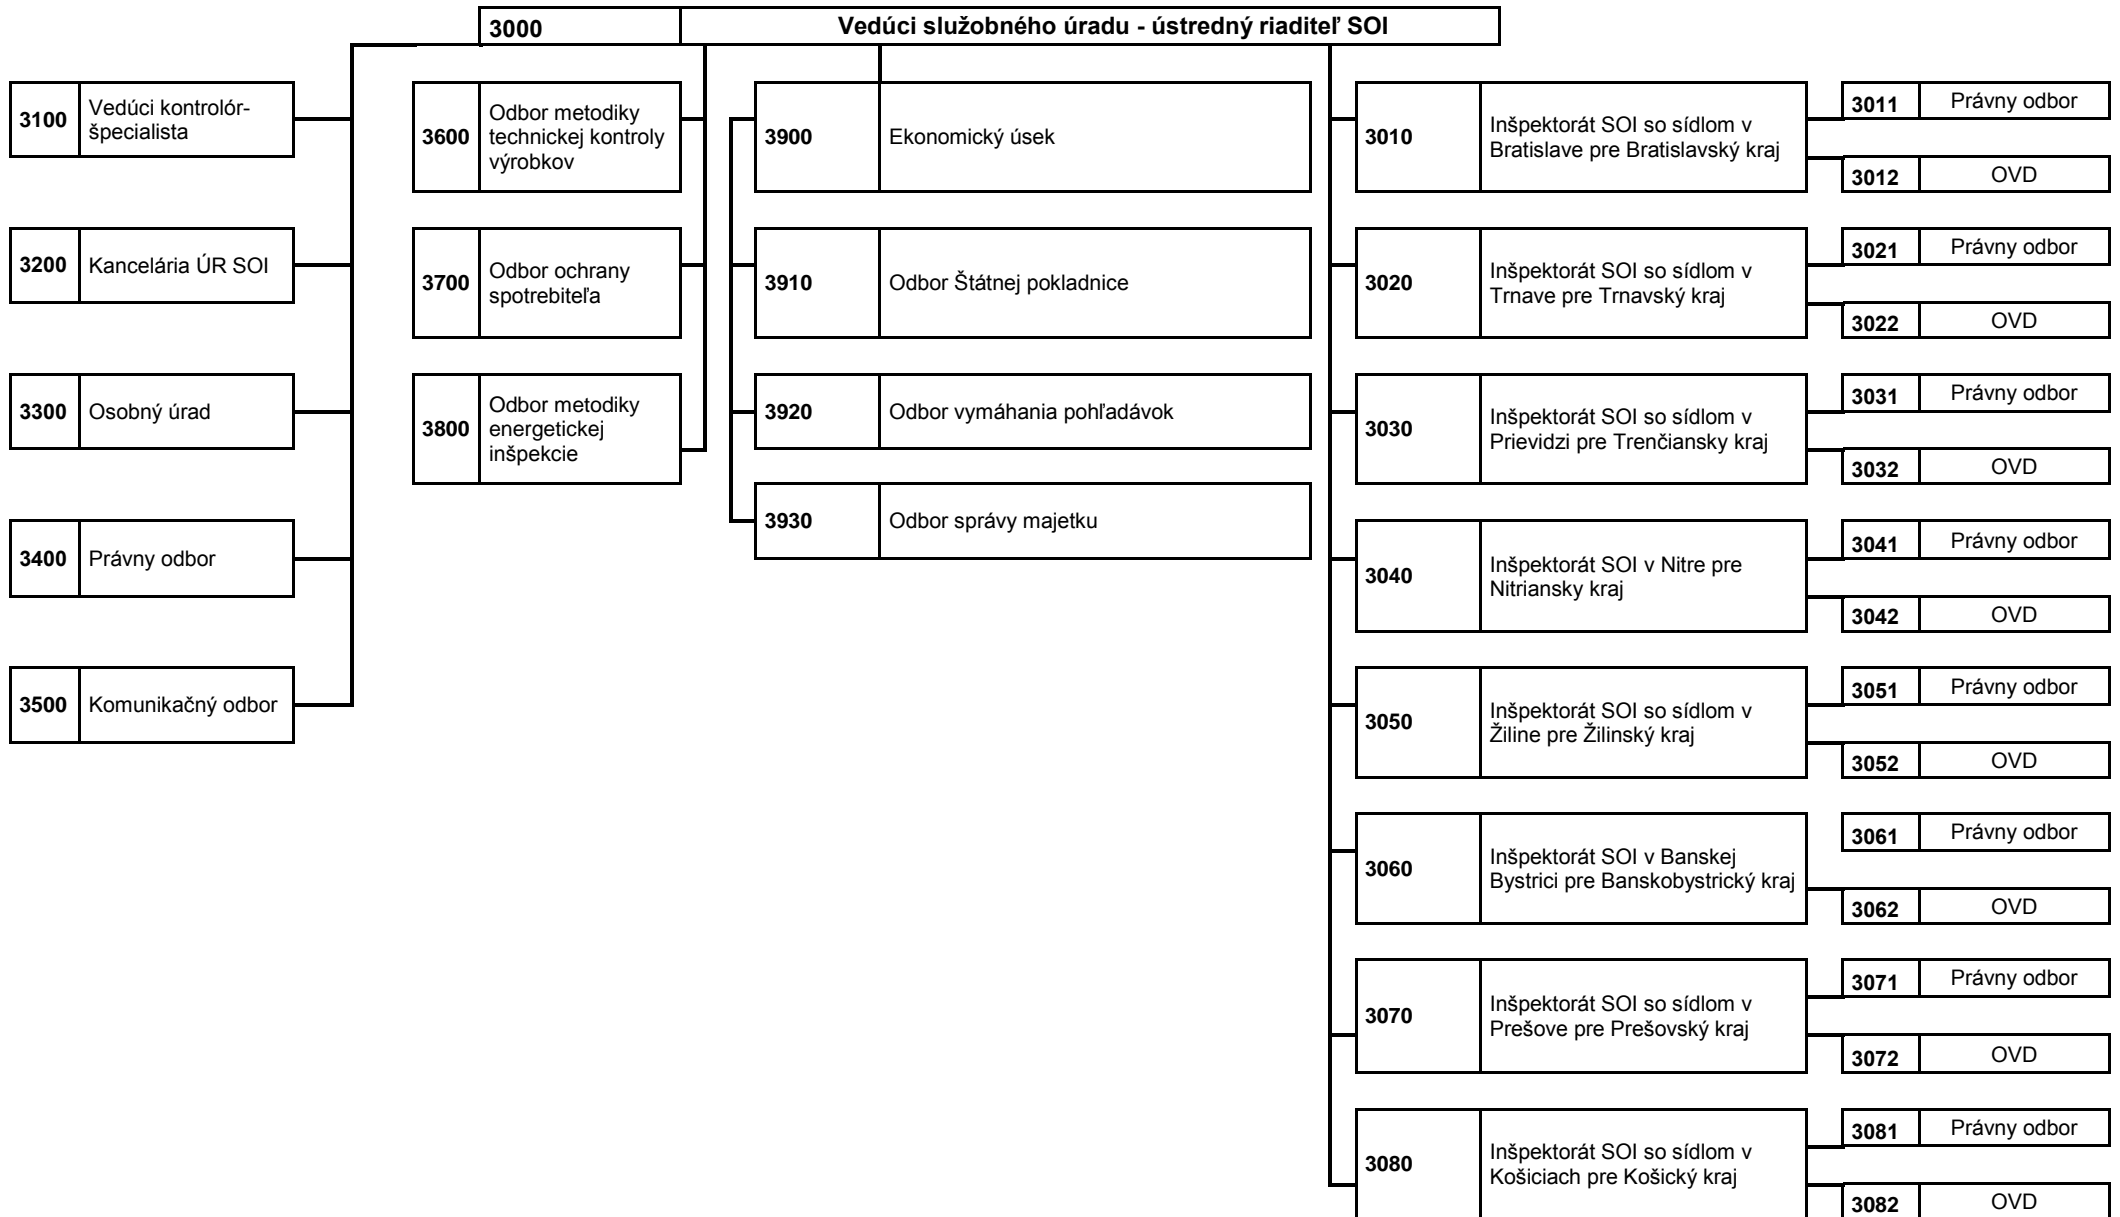 3000 Vedúci služobného úradu - ústredný riaditeľ SOI
3100 Vedúci kontrolór-
špecialista
3200 Kancelária ÚR SOI
3300 Osobný úrad
3400 Právny odbor
3500 Komunikačný odbor
3600 Odbor metodiky
technickej kontroly
výrobkov
3700 Odbor ochrany
spotrebiteľa
3800 Odbor metodiky
energetickej
inšpekcie
3900 Ekonomický úsek
3910 Odbor Štátnej pokladnice
3920 Odbor vymáhania pohľadávok
3930 Odbor správy majetku
3010 Inšpektorát SOI so sídlom v
Bratislave pre Bratislavský kraj
3011 Právny odbor
3012 OVD
3020 Inšpektorát SOI so sídlom v
Trnave pre Trnavský kraj
3021 Právny odbor
3022 OVD
3030 Inšpektorát SOI so sídlom v
Prievidzi pre Trenčiansky kraj
3031 Právny odbor
3032 OVD
3040 Inšpektorát SOI v Nitre pre
Nitriansky kraj
3041 Právny odbor
3042 OVD
3050 Inšpektorát SOI so sídlom v
Žiline pre Žilinský kraj
3051 Právny odbor
3052 OVD
3060 Inšpektorát SOI v Banskej
Bystrici pre Banskobystrický kraj
3061 Právny odbor
3062 OVD
3070 Inšpektorát SOI so sídlom v
Prešove pre Prešovský kraj
3071 Právny odbor
3072 OVD
3080 Inšpektorát SOI so sídlom v
Košiciach pre Košický kraj
3081 Právny odbor
3082 OVD